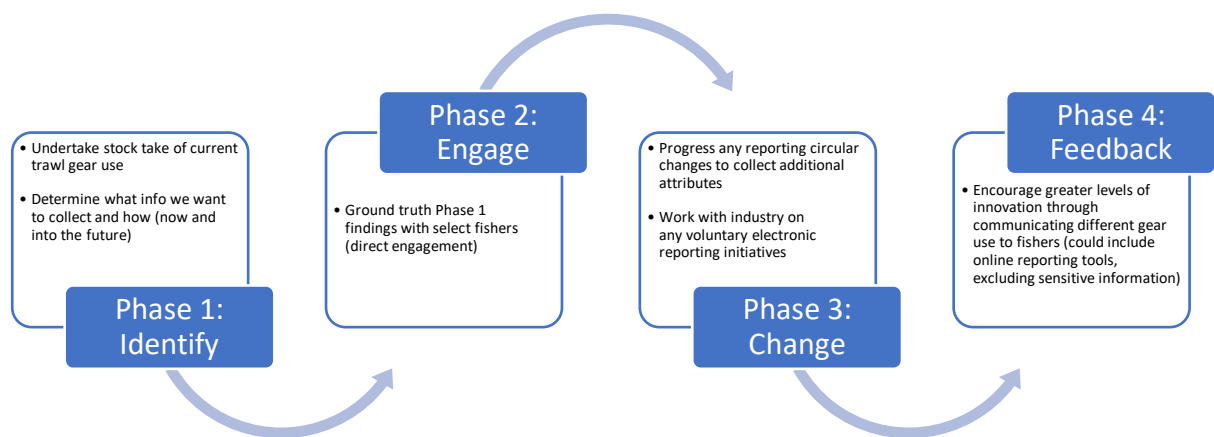 • Undertake stock take of current
trawl gear use
• Determine what info we want
to collect and how (now and
into the future)
Phase 1:
Identify
Phase 2:
Engage
• Ground truth Phase 1
findings with select fishers
(direct engagement)
• Progress any reporting circular
changes to collect additional
attributes
• Work with industry on
any voluntary electronic
reporting initiatives
Phase 3:
Change
Phase 4:
Feedback
• Encourage greater levels of
innovation through
communicating different gear
use to fishers (could include
online reporting tools,
excluding sensitive information)